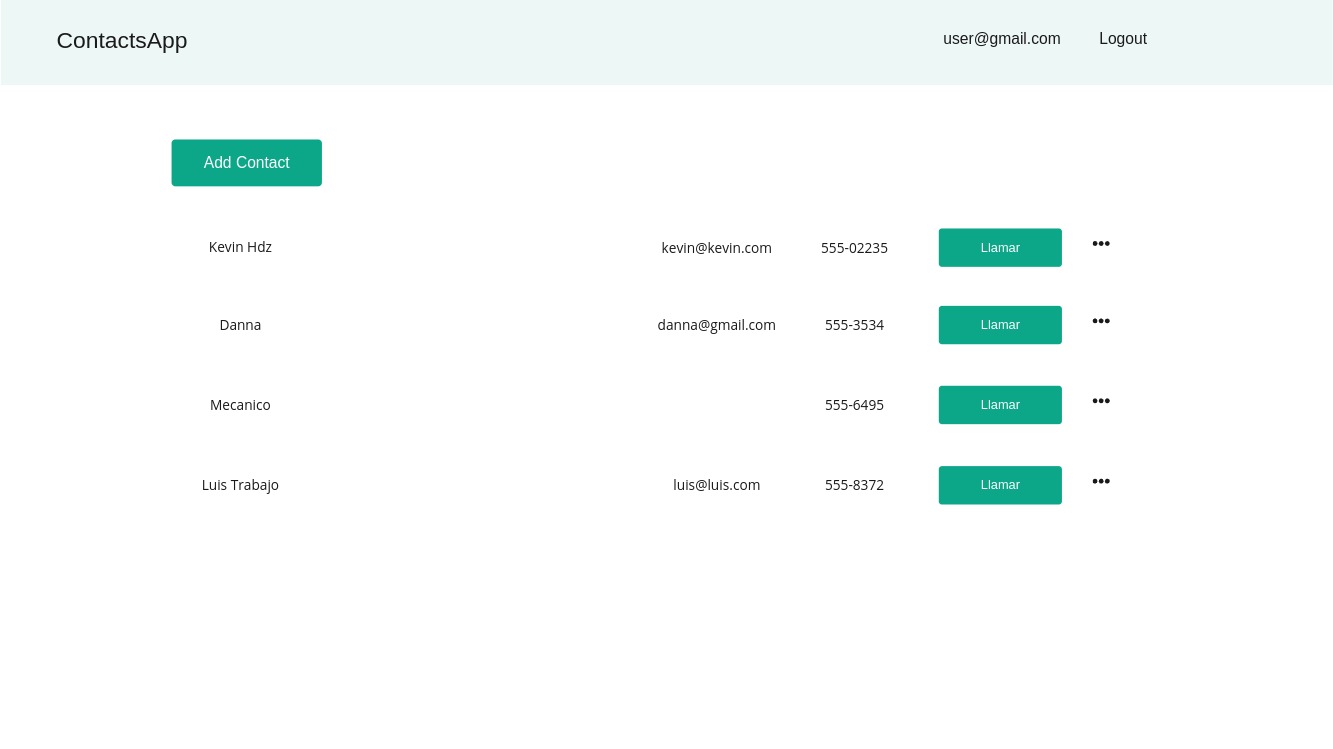 ContactsApp user@gmail.com Logout
Add Contact
Kevin Hdz kevin@kevin.com 555-02235 Llamar •••
Danna danna@gmail.com 555-3534 Llamar •••
Mecanico 555-6495 Llamar •••
Luis Trabajo luis@luis.com 555-8372 Llamar •••